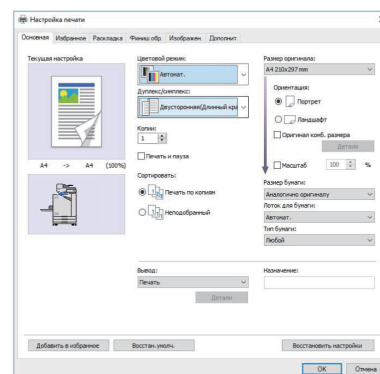 Настройка печати
Основная Избранное Раскладка Финиш.обр. Изображен. Дополнит.
Текущая настройка
A4 -> A4 (100%)
Цветовой режим:
Автомат.
Дуплекс/симплекс:
Двусторонняя(Длинный кра
Копии:
1
Печать и пауза
Сортировать:
Печать по копиям
Неподобранный
Вывод:
Печать
Детали
Размер оригинала:
A4 210x297 mm
Ориентация:
Портрет
Ландшафт
Оригинал комб. размера
Детали
Масштаб 100 %
Размер бумаги:
Аналогично оригиналу
Лоток для бумаги:
Автомат.
Тип бумаги:
Любой
Назначение:
Добавить в избранное Восстан.умолч. Восстановить настройки
OK Отмена